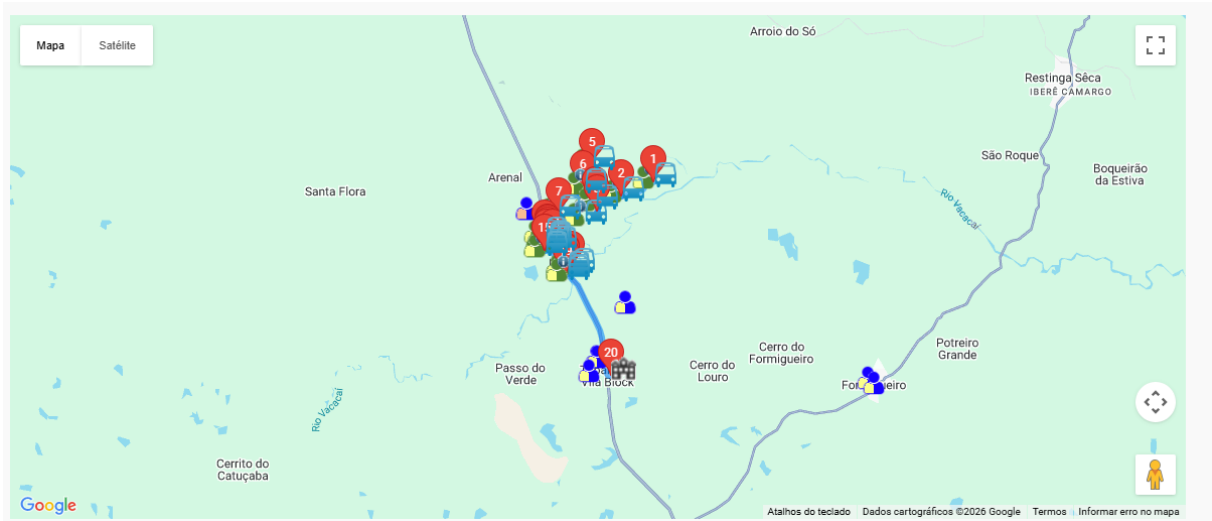 Mapa
Satélite
Arroio do Só
Restinga Sêca
IBERÊ CAMARGO
São Roque
Boqueirão
da Estiva
Santa Flora
Arenal
5
6
1
2
7
Rio Vacacaí
20
Passo do
Verde
Vila Block
Cerro do
Louro
Cerro do
Formigueiro
Potreiro
Grande
Rio Vacacaí
Cerrito do
Catuçaba
Google
Atalhos do teclado
Dados cartográficos ©2026 Google
Termos
Informar erro no mapa